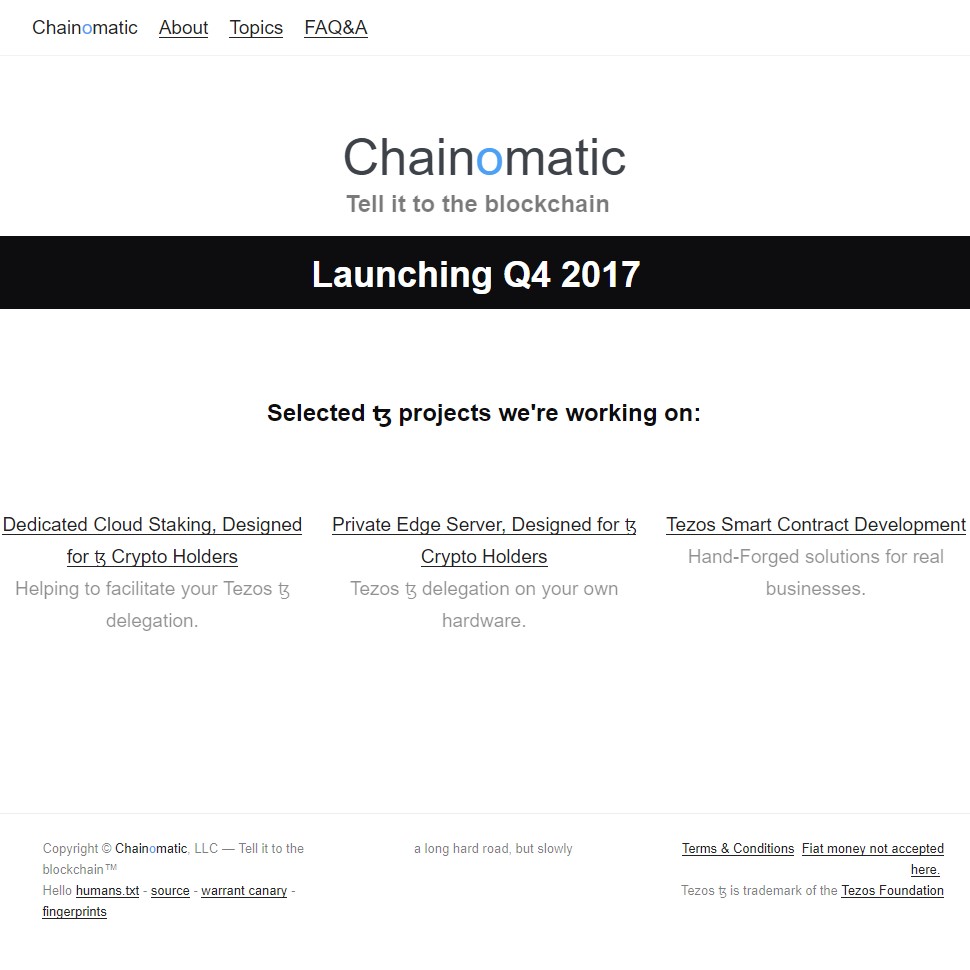 Chainomatic About Topics FAQ&A
Chainomatic
Tell it to the blockchain
Launching Q4 2017
Selected ꜩ projects we're working on:
Dedicated Cloud Staking, Designed
for ꜩ Crypto Holders
Helping to facilitate your Tezos ꜩ
delegation.
Private Edge Server, Designed for ꜩ
Crypto Holders
Tezos ꜩ delegation on your own
hardware.
Tezos Smart Contract Development
Hand-Forged solutions for real
businesses.
Copyright © Chainomatic, LLC — Tell it to the
blockchain™
Hello humans.txt - source - warrant canary -
fingerprints
a long hard road, but slowly
Terms & Conditions Fiat money not accepted
here.
Tezos ꜩ is trademark of the Tezos Foundation